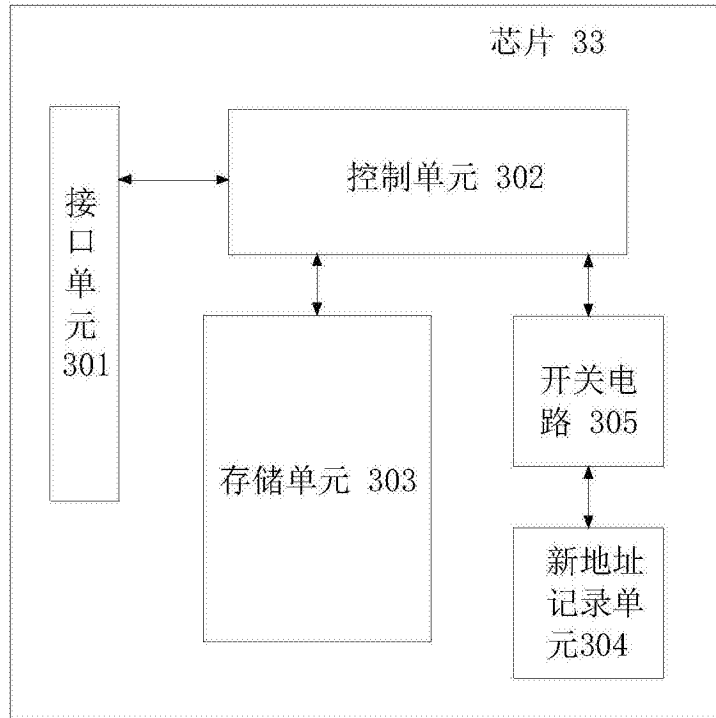 芯片 33
控制单元 302
接
口
单
元
301
存储单元 303
开关电
路 305
新地址
记录单
元304